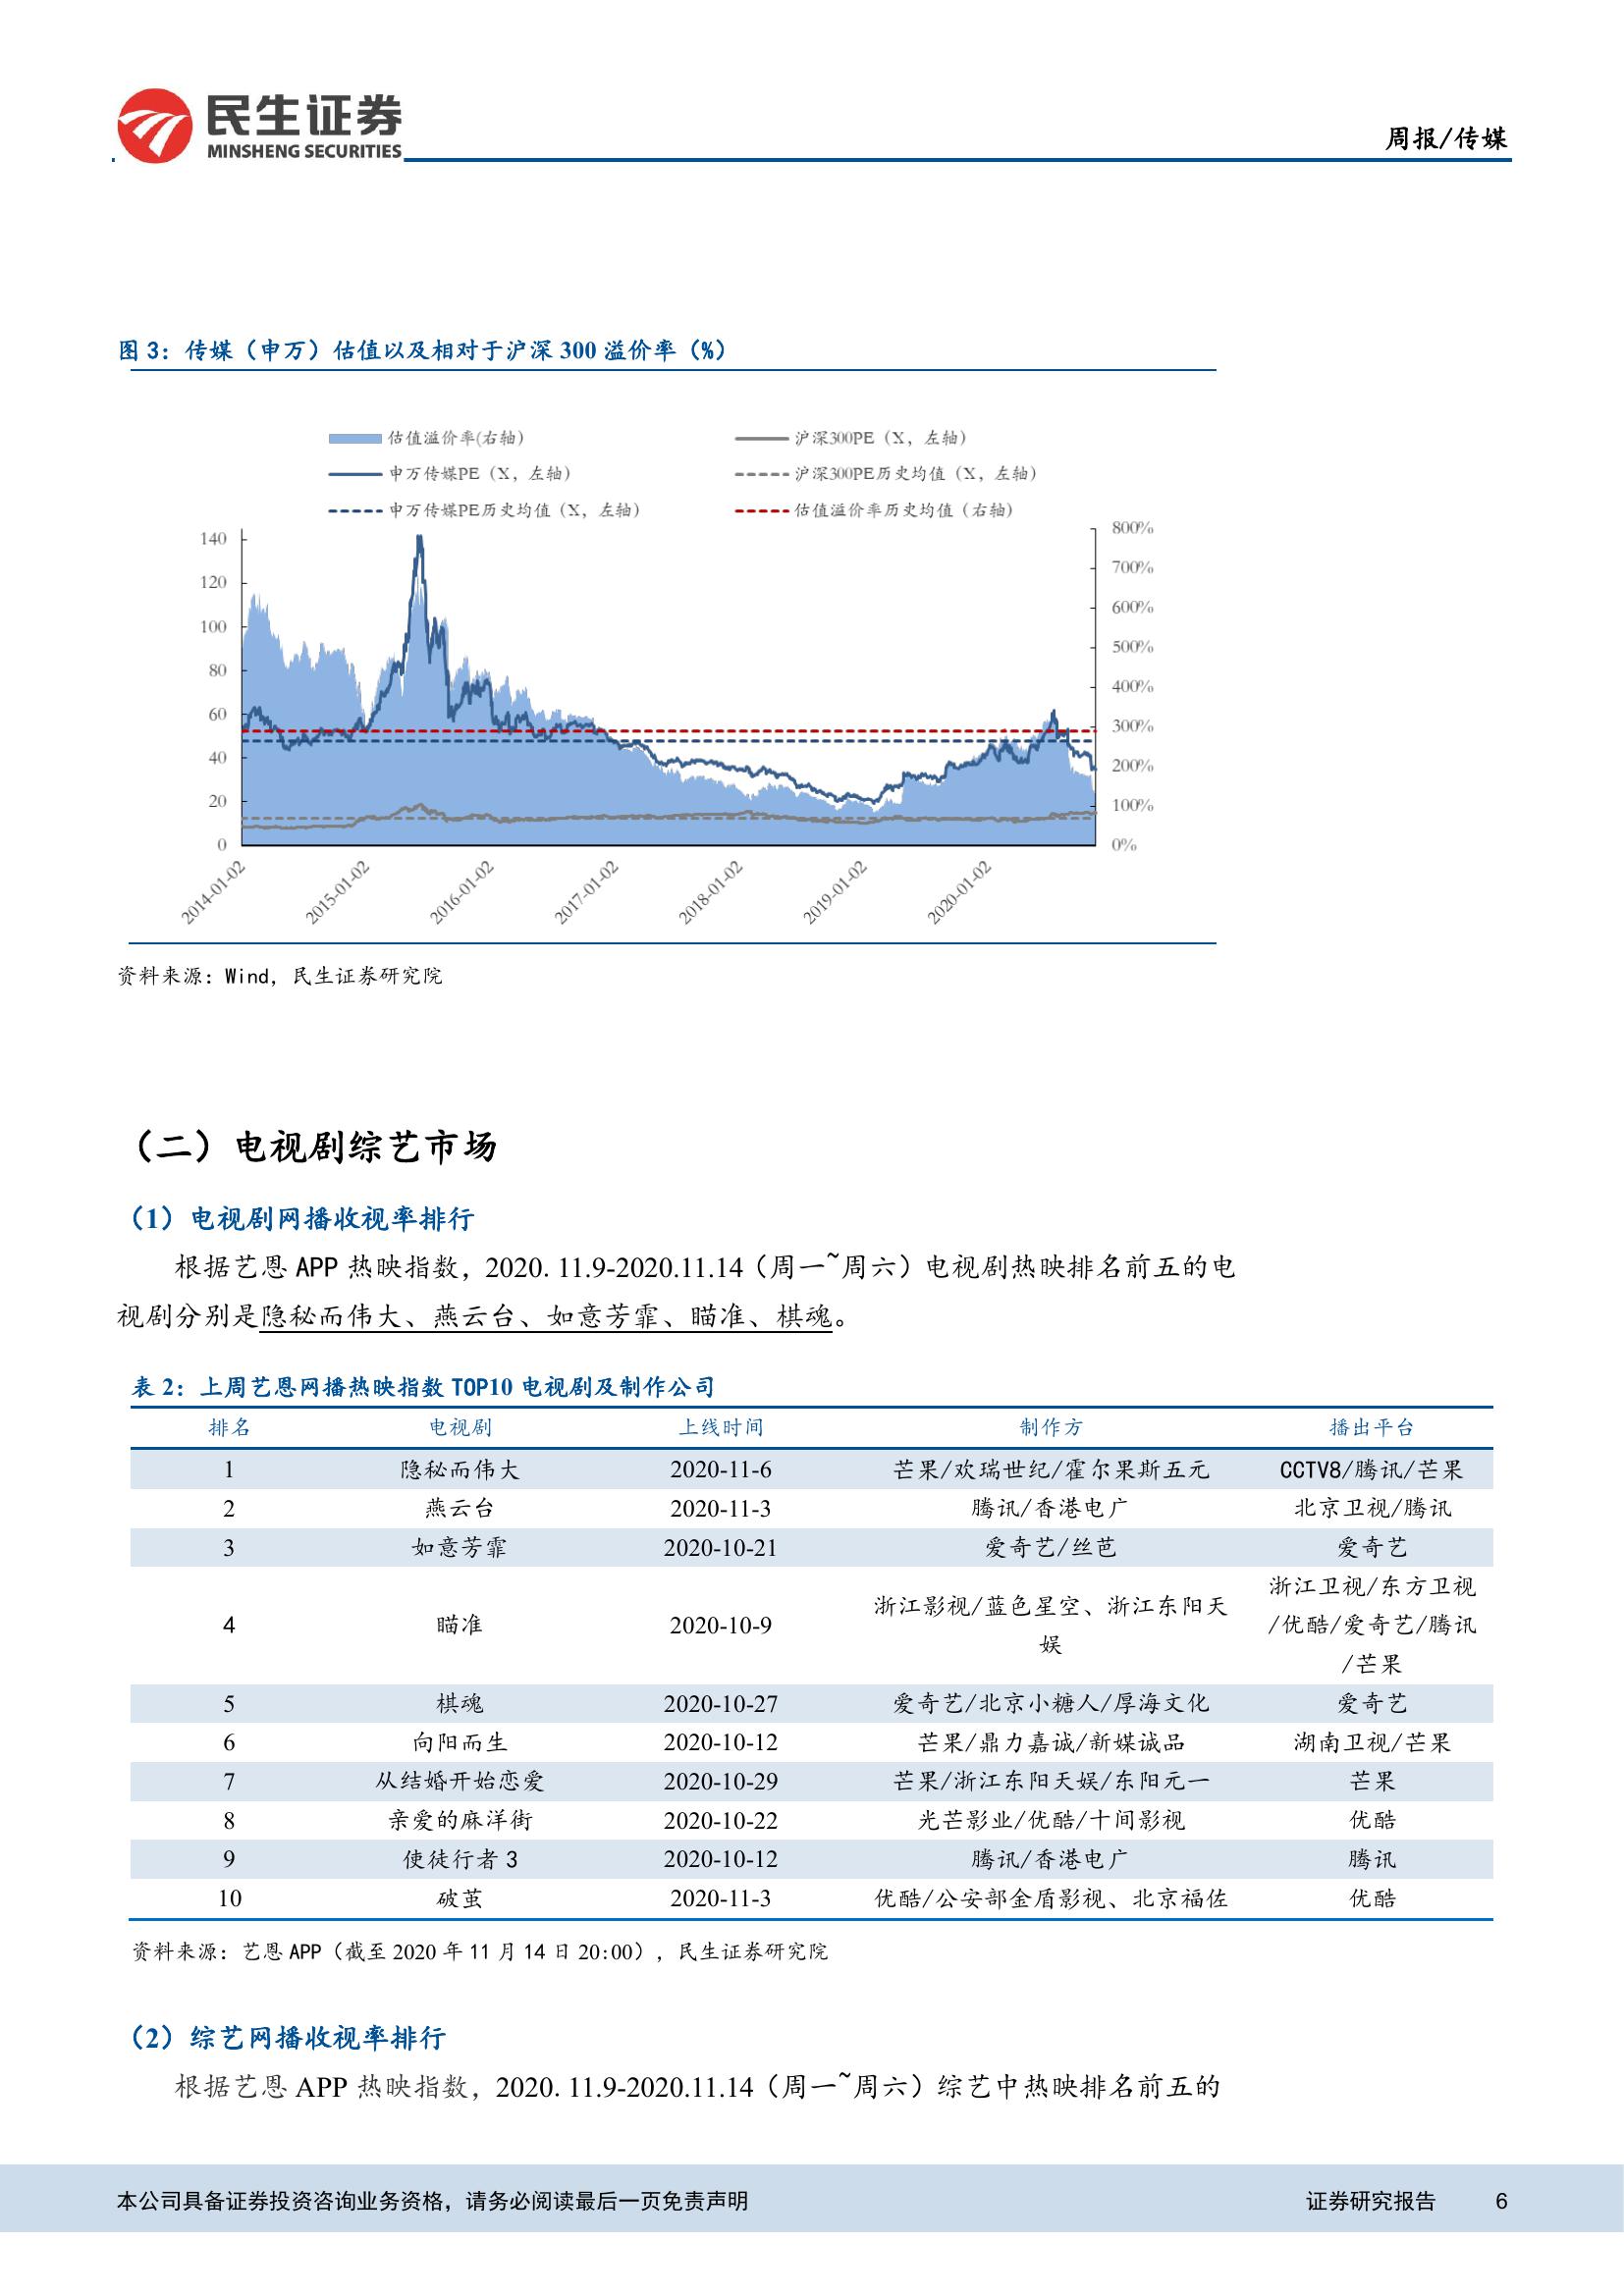 民生证券
MINSHENG SECURITIES
周报/传媒
图 3：传媒（申万）估值以及相对于沪深 300 溢价率（%）
估值溢价率(右轴)
沪深300PE（X，左轴）
申万传媒PE（X，左轴）
沪深300PE历史均值（X，左轴）
申万传媒PE历史均值（X，左轴）
估值溢价率历史均值（右轴）
140
120
100
80
60
40
20
0
800%
700%
600%
500%
400%
300%
200%
100%
0%
2014-01-02
2015-01-02
2016-01-02
2017-01-02
2018-01-02
2019-01-02
2020-01-02
资料来源：Wind，民生证券研究院
（二）电视剧综艺市场
（1）电视剧网播收视率排行
根据艺恩 APP 热映指数，2020. 11.9-2020.11.14（周一~周六）电视剧热映排名前五的电
视剧分别是隐秘而伟大、燕云台、如意芳霏、瞄准、棋魂。
表 2：上周艺恩网播热映指数 TOP10 电视剧及制作公司
排名 电视剧 上线时间 制作方 播出平台
1 隐秘而伟大 2020-11-6 芒果/欢瑞世纪/霍尔果斯五元 CCTV8/腾讯/芒果
2 燕云台 2020-11-3 腾讯/香港电广 北京卫视/腾讯
3 如意芳霏 2020-10-21 爱奇艺/丝芭 爱奇艺
4 瞄准 2020-10-9 浙江影视/蓝色星空、浙江东阳天
娱
浙江卫视/东方卫视
/优酷/爱奇艺/腾讯
/芒果
5 棋魂 2020-10-27 爱奇艺/北京小糖人/厚海文化 爱奇艺
6 向阳而生 2020-10-12 芒果/鼎力嘉诚/新媒诚品 湖南卫视/芒果
7 从结婚开始恋爱 2020-10-29 芒果/浙江东阳天娱/东阳元一 芒果
8 亲爱的麻洋街 2020-10-22 光芒影业/优酷/十间影视 优酷
9 使徒行者 3 2020-10-12 腾讯/香港电广 腾讯
10 破茧 2020-11-3 优酷/公安部金盾影视、北京福佐 优酷
资料来源：艺恩 APP（截至 2020 年 11 月 14 日 20:00），民生证券研究院
（2）综艺网播收视率排行
根据艺恩 APP 热映指数，2020. 11.9-2020.11.14（周一~周六）综艺中热映排名前五的
本公司具备证券投资咨询业务资格，请务必阅读最后一页免责声明
证券研究报告 6